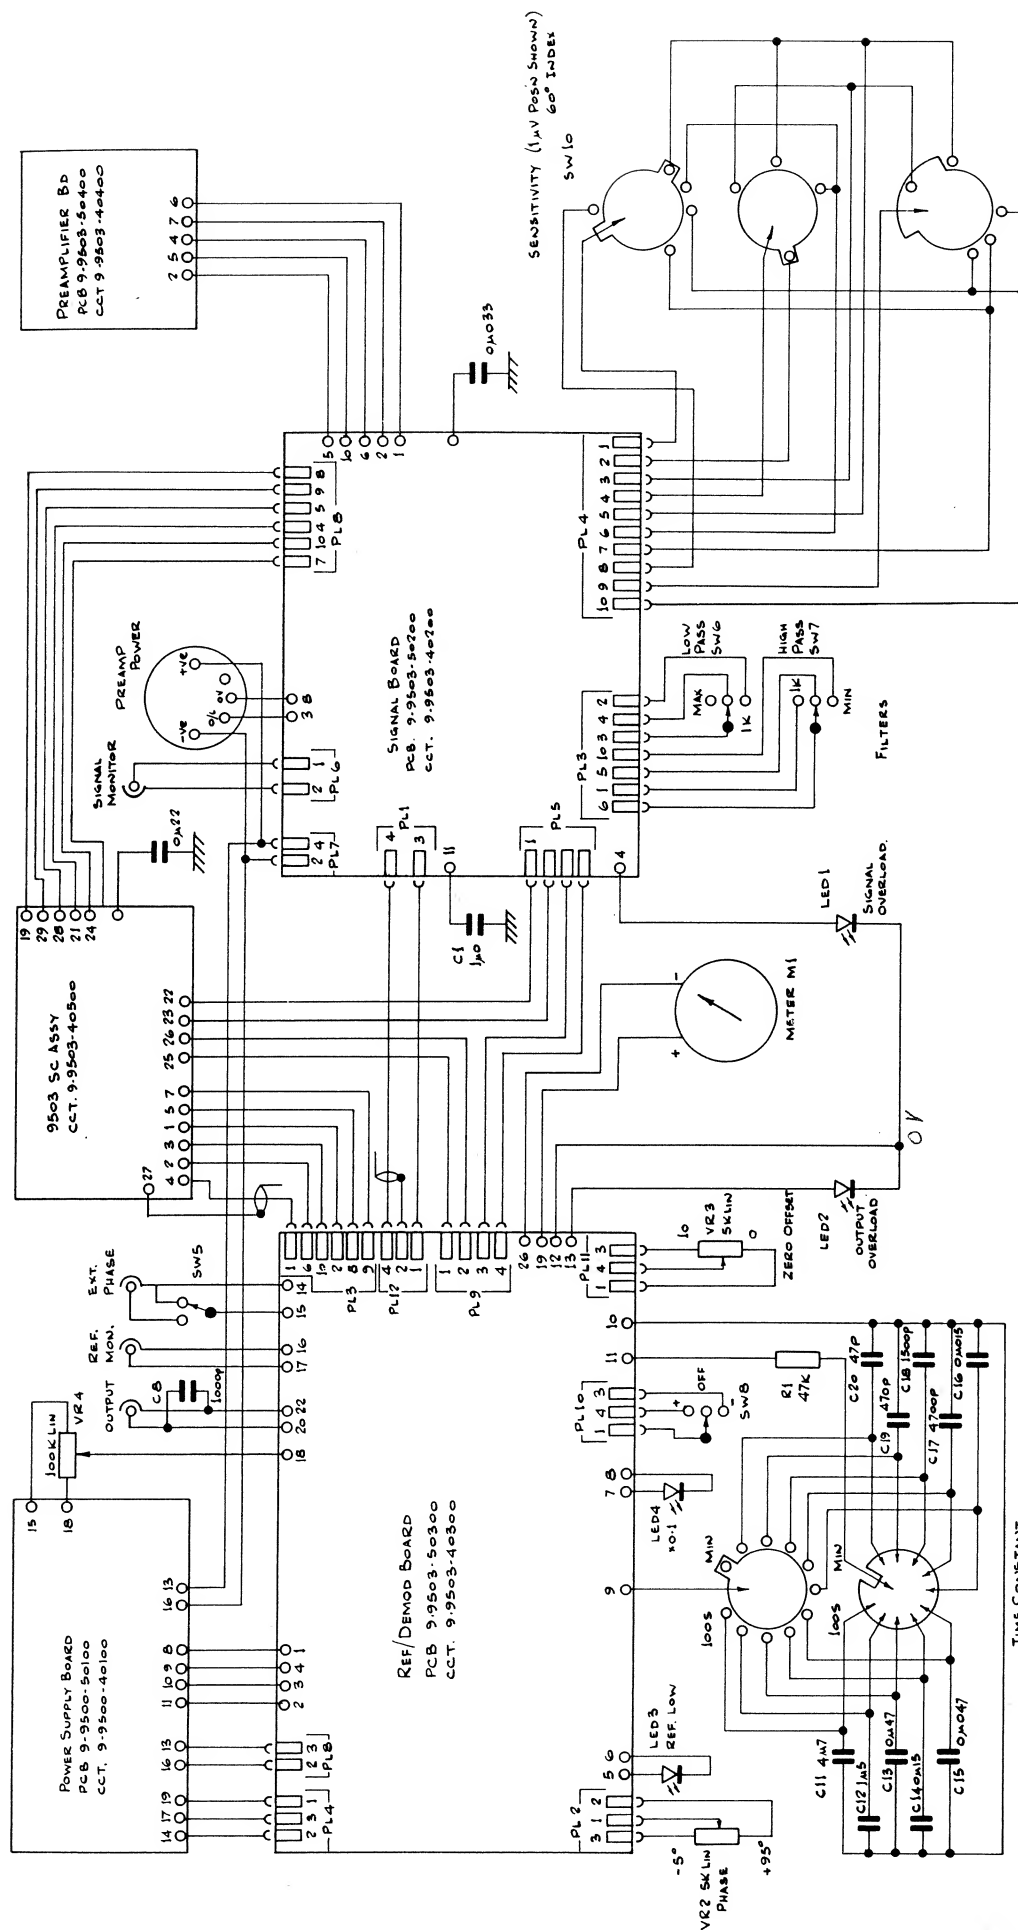 PREAMPLIFIER BD
PCB 9-9503-50400
CCT 9-9503-40400
2 5 4 7 6
SENSITIVITY (1μV POSN SHOWN)
60° INDEX
SW10
0μ033
5 10 6 2 1
8 9 5 4 10 7
PL8
SIGNAL BOARD
PCB. 9-9503-50200
CCT. 9-9503-40200
PL4
10 9 8 7 6 5 4 3 2 1
PREAMP
POWER
-ve O/L 0V +ve
3 8
SIGNAL
MONITOR
2 1
PL6
2 4
PL7
0μ22
4 3
PL1
11
C1
1μ0
1
PL5
4
PL3
6 5 1 10 3 4 2
LOW
PASS
SW6
MAX
1K
HIGH
PASS
SW7
1K
MIN
FILTERS
LED1
SIGNAL
OVERLOAD.
METER M1
+ -
0V
9503 SC ASSY
CCT. 9-9503-40500
19 29 28 21 24
27
4 2 3 1 5 7 25 26 23 22
EXT.
PHASE
SW5
REF.
MON.
OUTPUT
C8
1000p
VR4
100K LIN
15 18
18 20 22 17 16 15 14
1 6 10 2 8 9
PL3
4 2 1
PL12
1 2 3 4
PL9
26 19 12 13
PL11
1 4 3
10
VR3
5K LIN
0
ZERO OFFSET
LED2
OUTPUT
OVERLOAD
POWER SUPPLY BOARD
PCB 9-9500-50100
CCT. 9-9500-40100
14 17 19 16 13 11 10 9 8 16 13
2 3 1
PL4
2 3
PL8
2 3 4 1
REF/DEMOD BOARD
PCB 9-9503-50300
CCT. 9-9503-40300
PL2
3 1 2
5 6
9
7 8
PL10
1 4 3
11 10
-5°
+95°
VR2 5K LIN
PHASE
LED3
REF. LOW
LED4
x0.1
+ OFF -
SW8
R1
47K
100S MIN
100S MIN
C11 4μ7
C12 1μ5
C13 0μ47
C14 0μ15
C15 0μ047
C20 47p
C19 470p
C18 1500p
C17 4700p
C16 0μ015
TIME CONSTANT